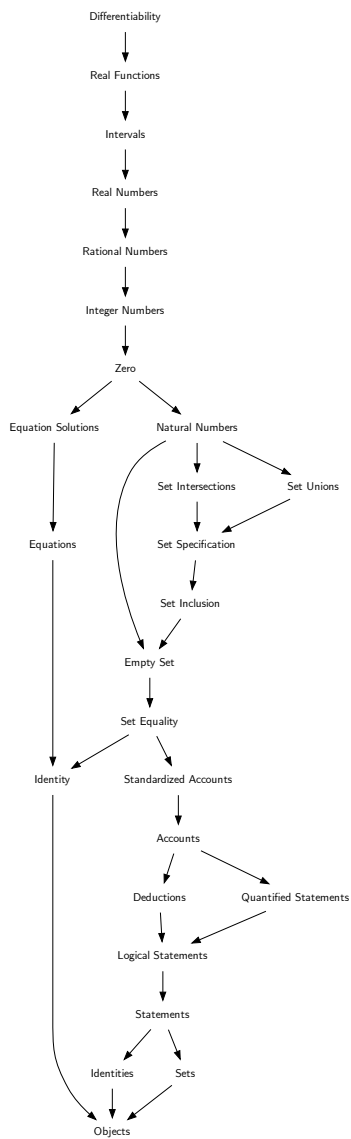 Differentiability
Real Functions
Intervals
Real Numbers
Rational Numbers
Integer Numbers
Zero
Equation Solutions
Natural Numbers
Set Intersections
Set Unions
Equations
Set Specification
Set Inclusion
Empty Set
Set Equality
Identity
Standardized Accounts
Accounts
Deductions
Quantified Statements
Logical Statements
Statements
Identities
Sets
Objects